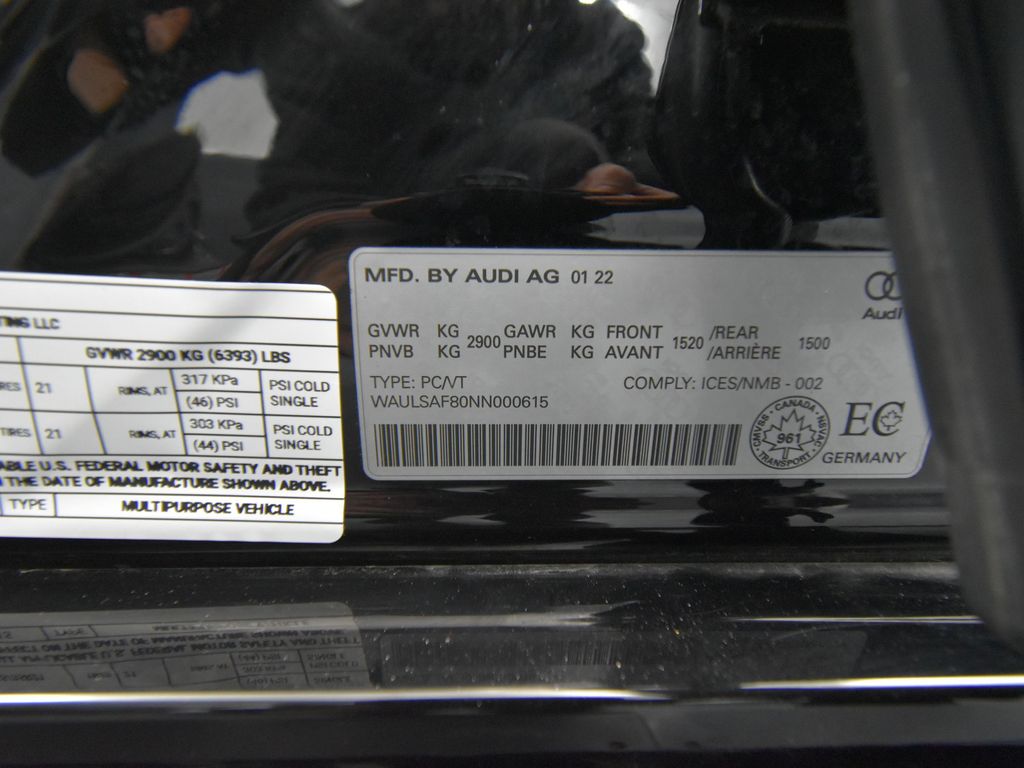 TING LLC
GVWR 2900 KG (6393) LBS
21 RIMS, AT 317 KPa (46) PSI PSI COLD SINGLE
TIRES 21 RIMS, AT 303 KPa (44) PSI PSI COLD SINGLE
ABLE U.S. FEDERAL MOTOR SAFETY AND THEFT
THE DATE OF MANUFACTURE SHOWN ABOVE.
TYPE MULTIPURPOSE VEHICLE
MFD. BY AUDI AG 01 22
Audi
GVWR KG 2900 GAWR KG FRONT 1520 /REAR 1500
PNVB KG PNBE KG AVANT /ARRIÈRE
TYPE: PC/VT COMPLY: ICES/NMB - 002
WAULSAF80NN000615
CMVSS · CANADA · NSVAC
961
TRANSPORT
EC
GERMANY